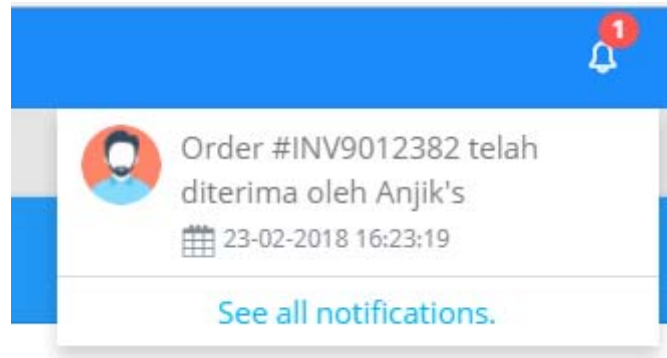 1
Order #INV9012382 telah
diterima oleh Anjik's
23-02-2018 16:23:19
See all notifications.